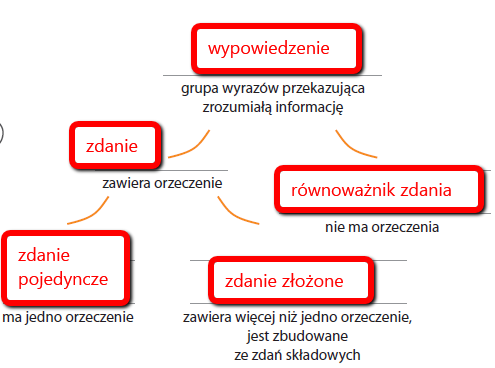 wypowiedzenie
grupa wyrazów przekazująca
zrozumiałą informację
zdanie
zawiera orzeczenie
równoważnik zdania
nie ma orzeczenia
zdanie
pojedyncze
ma jedno orzeczenie
zdanie złożone
zawiera więcej niż jedno orzeczenie,
jest zbudowane
ze zdań składowych